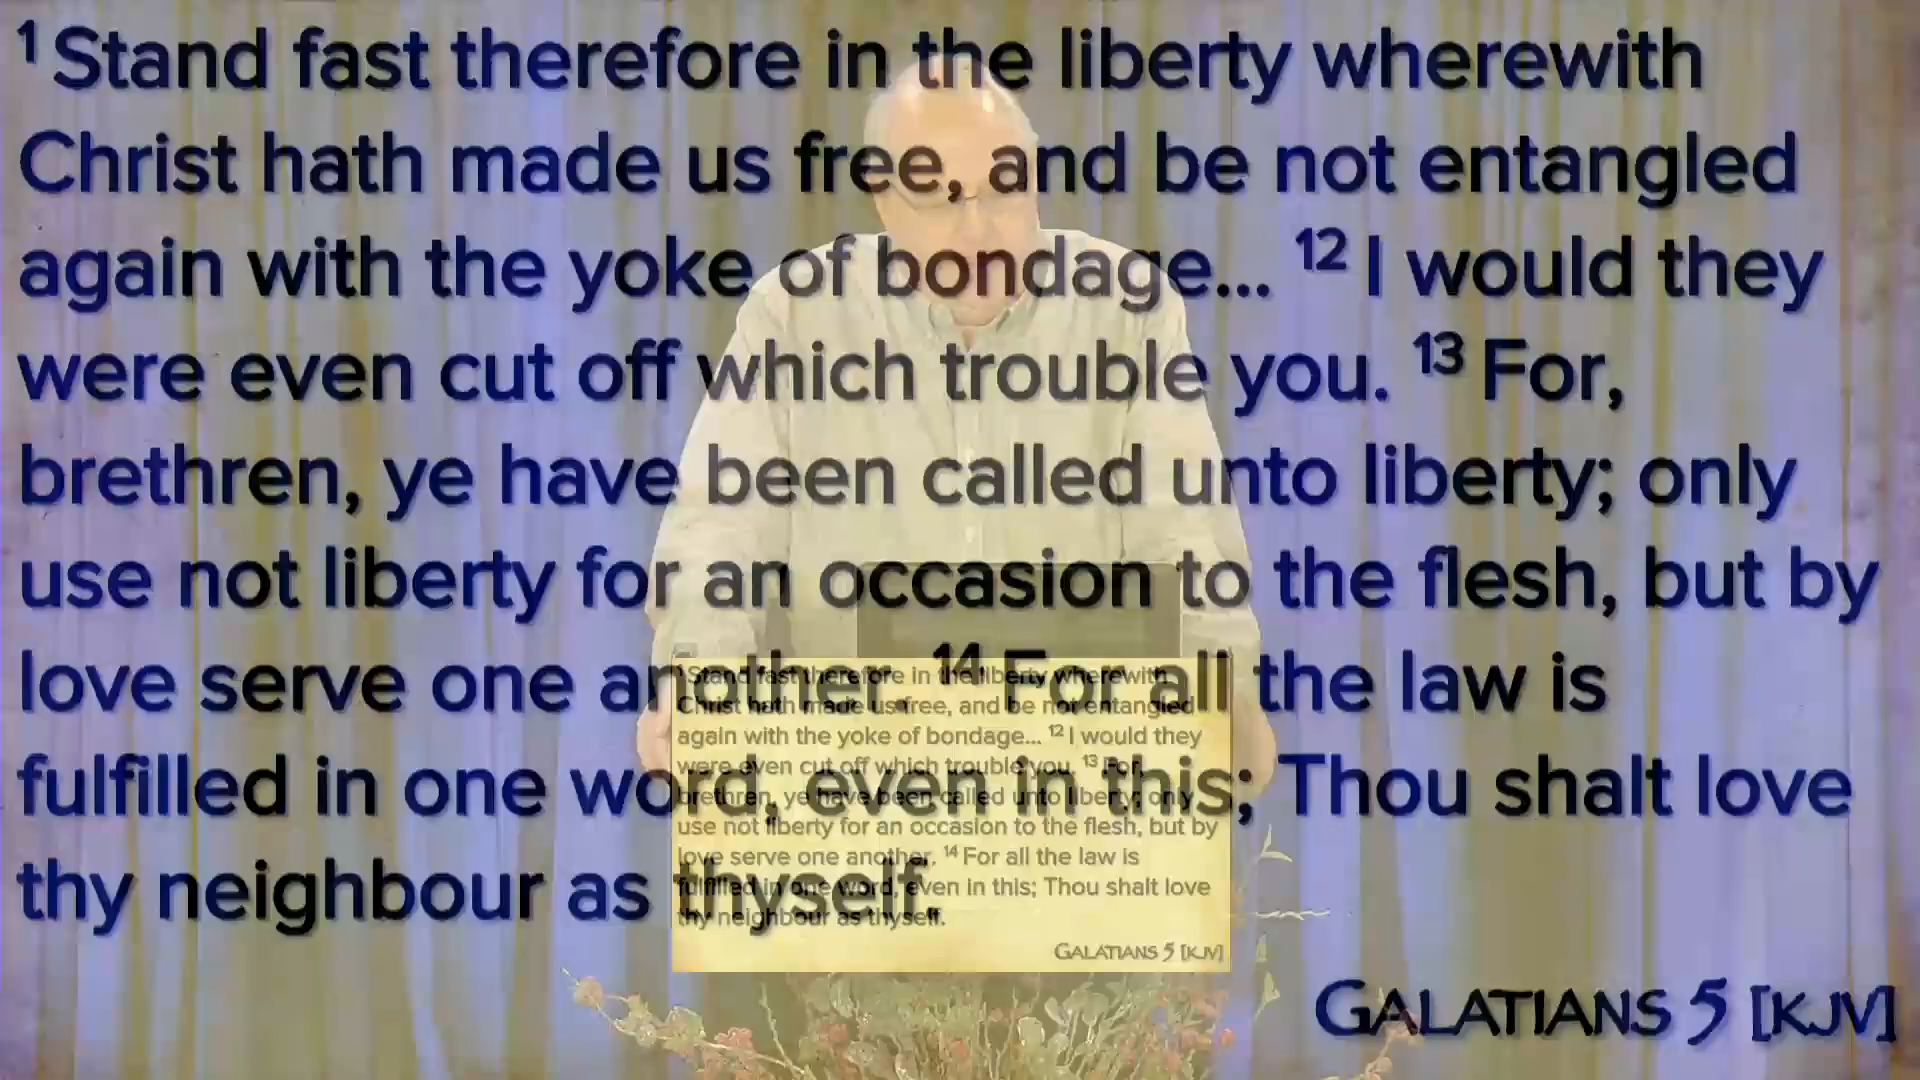 1 Stand fast therefore in the liberty wherewith
Christ hath made us free, and be not entangled
again with the yoke of bondage... 12 I would they
were even cut off which trouble you. 13 For,
brethren, ye have been called unto liberty; only
use not liberty for an occasion to the flesh, but by
love serve one another. 14 For all the law is
fulfilled in one word, even in this; Thou shalt love
thy neighbour as thyself.
GALATIANS 5 [KJV]
Stand fast therefore in the liberty wherewith
Christ hath made us free, and be not entangled
again with the yoke of bondage... 12 I would they
were even cut off which trouble you. 13 For,
brethren, ye have been called unto liberty; only
use not liberty for an occasion to the flesh, but by
love serve one another. 14 For all the law is
fulfilled in one word, even in this; Thou shalt love
thy neighbour as thyself.
GALATIANS 5 [KJV]